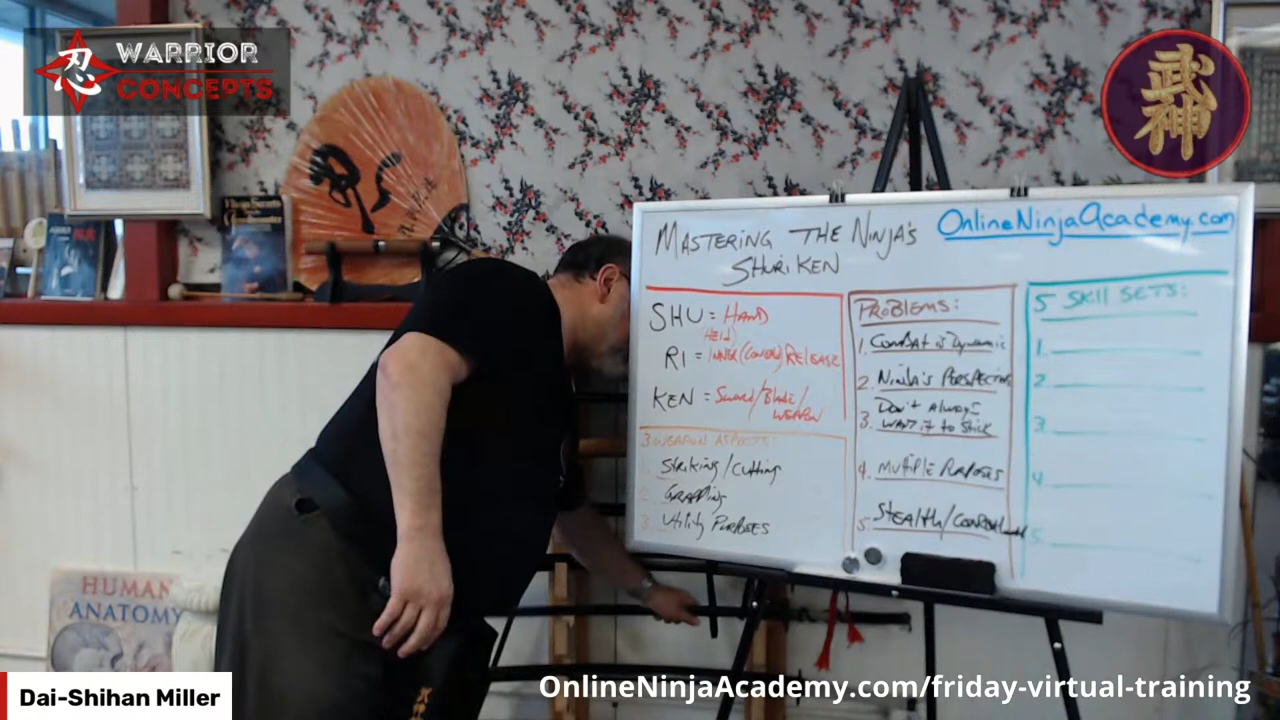 WARRIOR
CONCEPTS
忍
武神
MASTERING THE NINJA'S
SHURIKEN
OnlineNinjaAcademy.com
SHU = HAND
(HELD)
RI = INNER (CONCEAL) RELEASE
KEN = Sword/Blade/
WEAPON
3 WEAPON ASPECTS:
1. STRIKING/CUTTING
2. GRAPPLING
3. Utility PURPOSES
PROBLEMS:
1. COMBAT is Dynamic
2. Ninja's PERSPECTIVE
3. Don't Always
WANT it to Stick
4. MULTIPLE PURPOSES
5. STEALTH/
5 SKILL SETS:
1.
2.
3.
4.
5.
HUMAN
ANATOMY
Dai-Shihan Miller
OnlineNinjaAcademy.com/friday-virtual-training